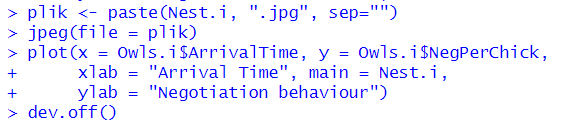 > plik <- paste(Nest.i, ".jpg", sep="")
> jpeg(file = plik)
> plot(x = Owls.i$ArrivalTime, y = Owls.i$NegPerChick,
+      xlab = "Arrival Time", main = Nest.i,
+      ylab = "Negotiation behaviour")
> dev.off()